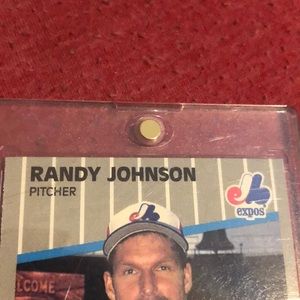 RANDY JOHNSON
PITCHER
expos
LCOME